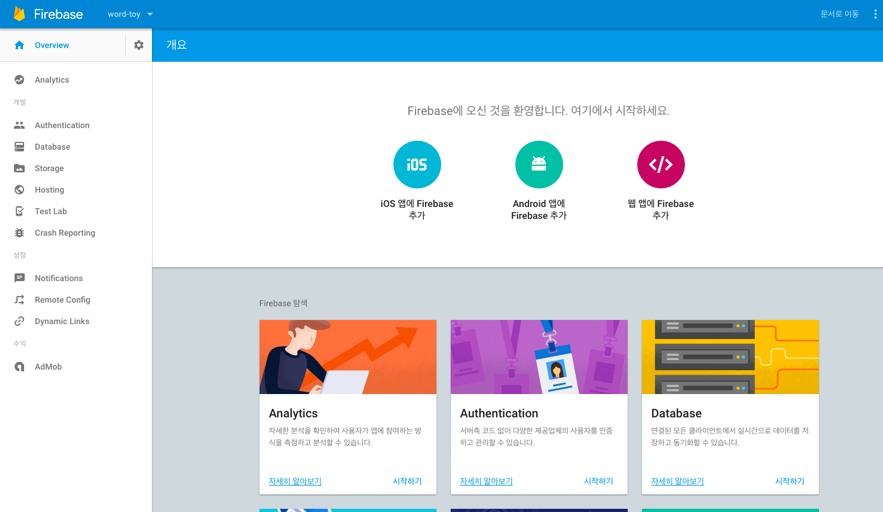 Firebase
word-toy
문서로 이동
Overview
개요
Analytics
개발
Authentication
Database
Storage
Hosting
Test Lab
Crash Reporting
성장
Notifications
Remote Config
Dynamic Links
수익
AdMob
Firebase에 오신 것을 환영합니다. 여기에서 시작하세요.
iOS
iOS 앱에 Firebase
추가
Android 앱에
Firebase 추가
웹 앱에 Firebase
추가
Firebase 탐색
Analytics
자세한 분석을 확인하여 사용자가 앱에 참여하는 방
식을 측정하고 분석할 수 있습니다.
자세히 알아보기
시작하기
Authentication
서버측 코드 없이 다양한 제공업체의 사용자를 인증
하고 관리할 수 있습니다.
자세히 알아보기
시작하기
Database
연결된 모든 클라이언트에서 실시간으로 데이터를 저
장하고 동기화할 수 있습니다.
자세히 알아보기
시작하기